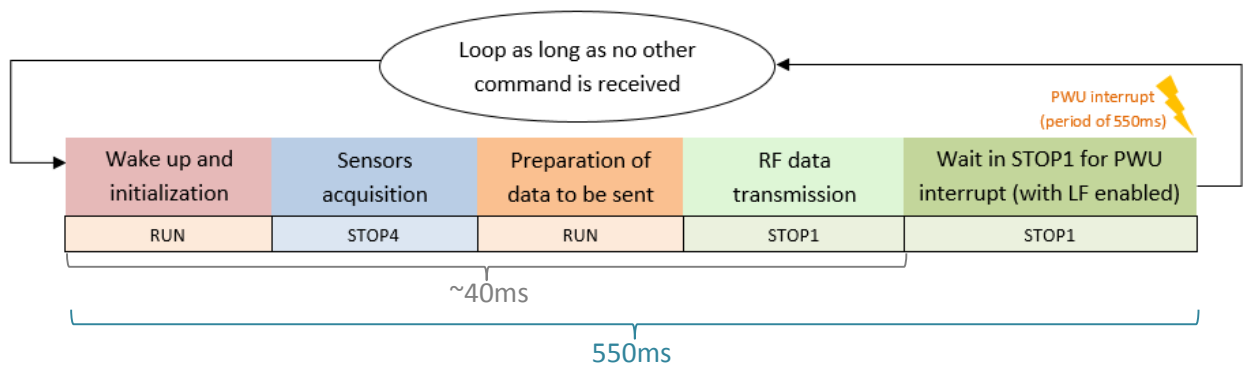 Loop as long as no other
command is received
PWU interrupt
(period of 550ms)
Wake up and
initialization
Sensors
acquisition
Preparation of
data to be sent
RF data
transmission
Wait in STOP1 for PWU
interrupt (with LF enabled)
RUN
STOP4
RUN
STOP1
STOP1
~40ms
550ms